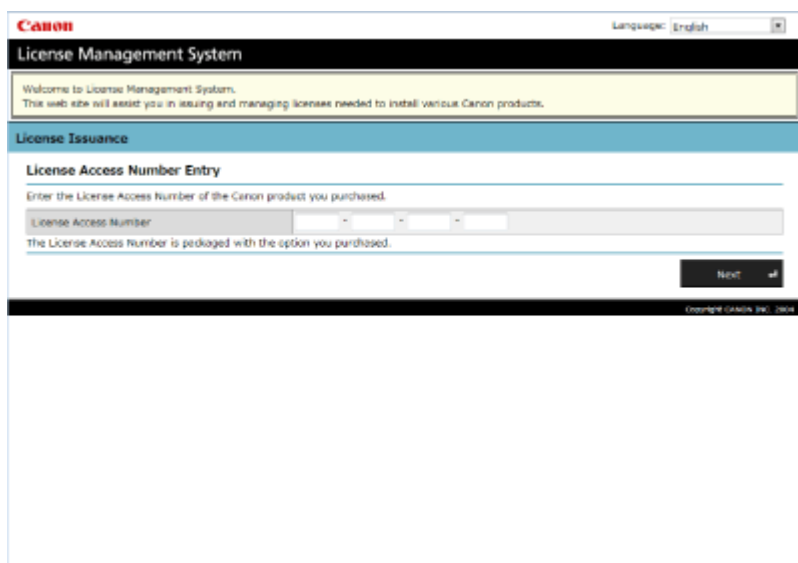 Canon
Language: English
License Management System
Welcome to License Management System.
This web site will assist you in issuing and managing licenses needed to install various Canon products.
License Issuance
License Access Number Entry
Enter the License Access Number of the Canon product you purchased.
License Access Number - - -
The License Access Number is packaged with the option you purchased.
Next
Copyright CANON INC. 2004